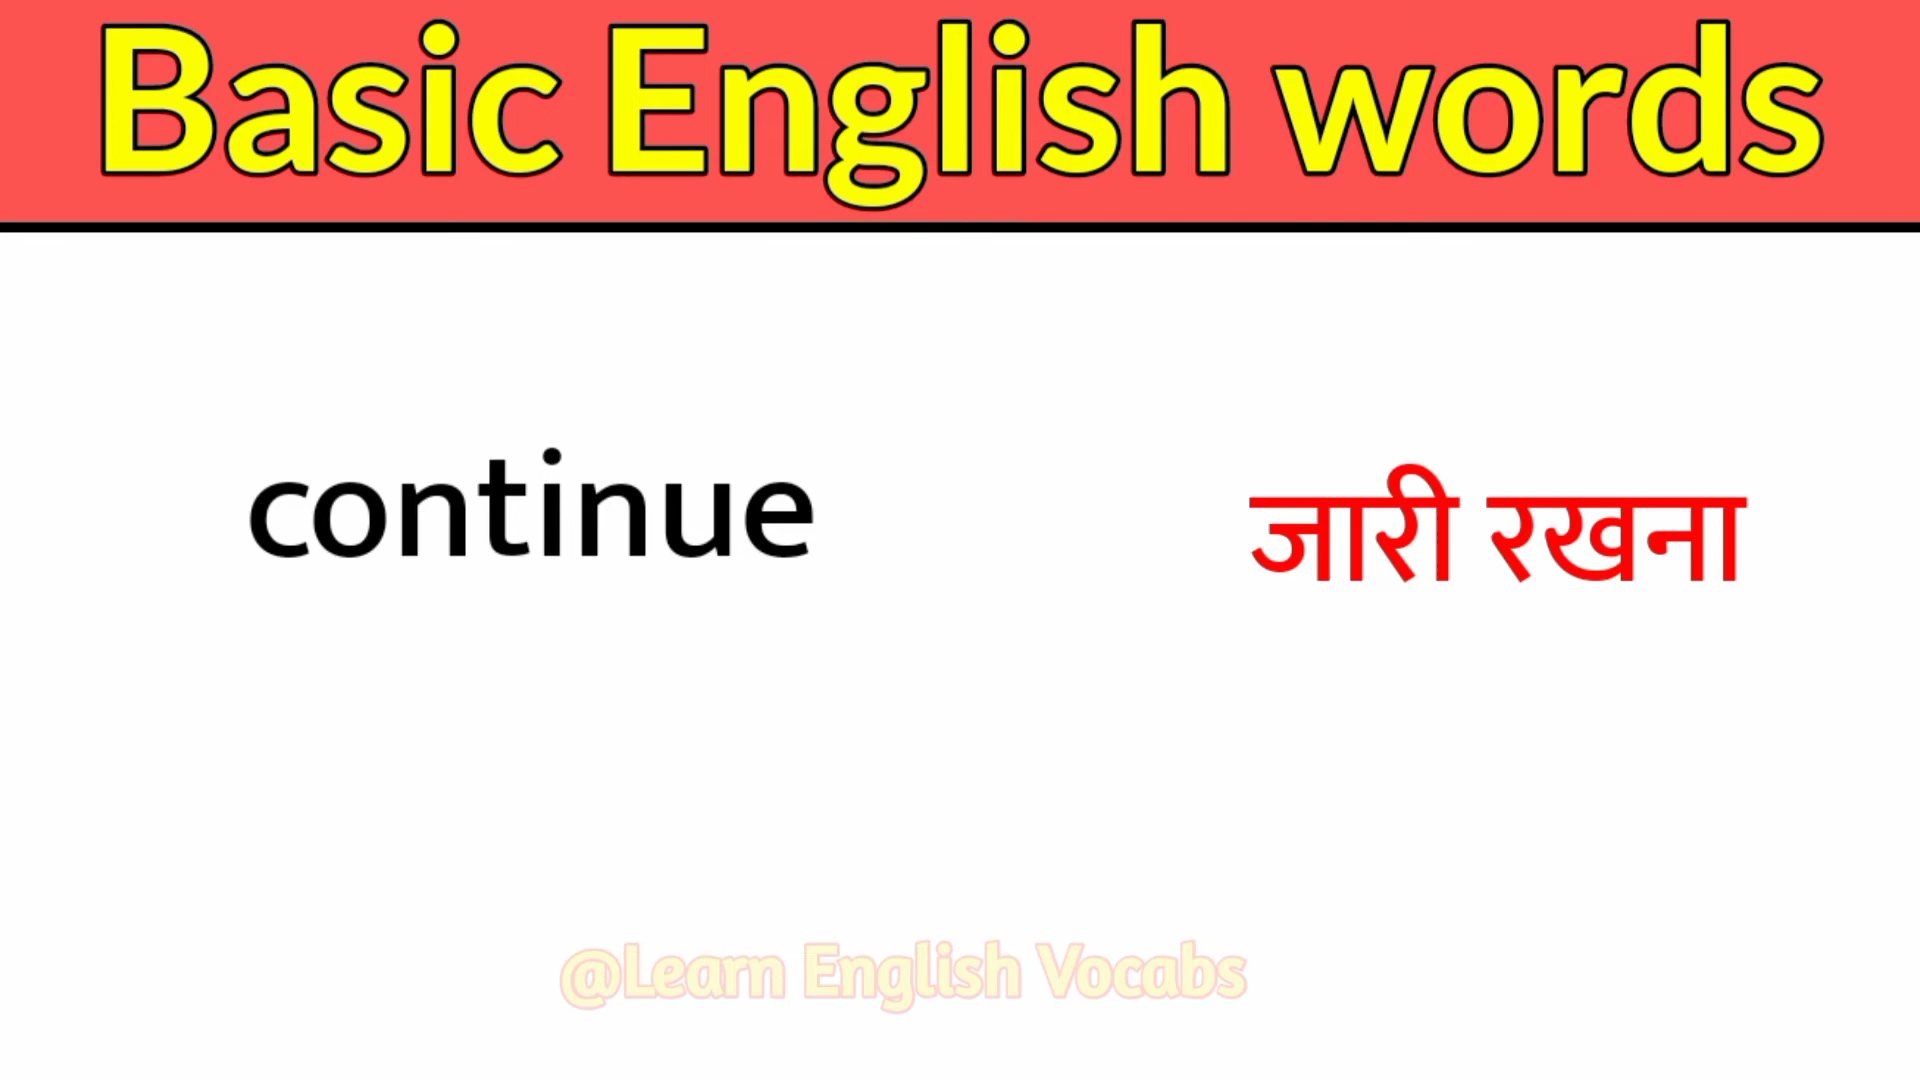 Basic English words
continue
जारी रखना
@Learn English Vocabs